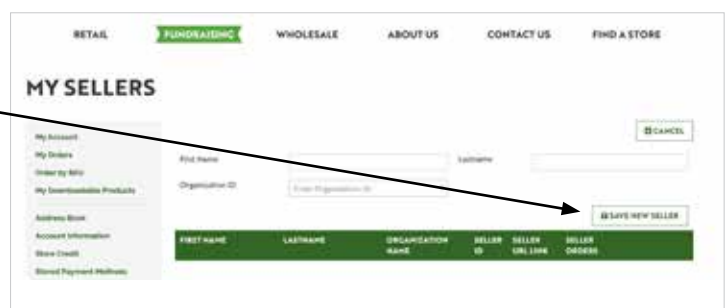 RETAIL FUNDRAISING WHOLESALE ABOUT US CONTACT US FIND A STORE
MY SELLERS
CANCEL
My Account
My Orders
Order by SKU
My Downloadable Products
Address Book
Account Information
Store Credit
Stored Payment Methods
First Name Lastname
Organization ID Enter Organization ID
SAVE NEW SELLER
FIRST NAME LASTNAME ORGANIZATION NAME SELLER ID SELLER URL LINK SELLER ORDERS